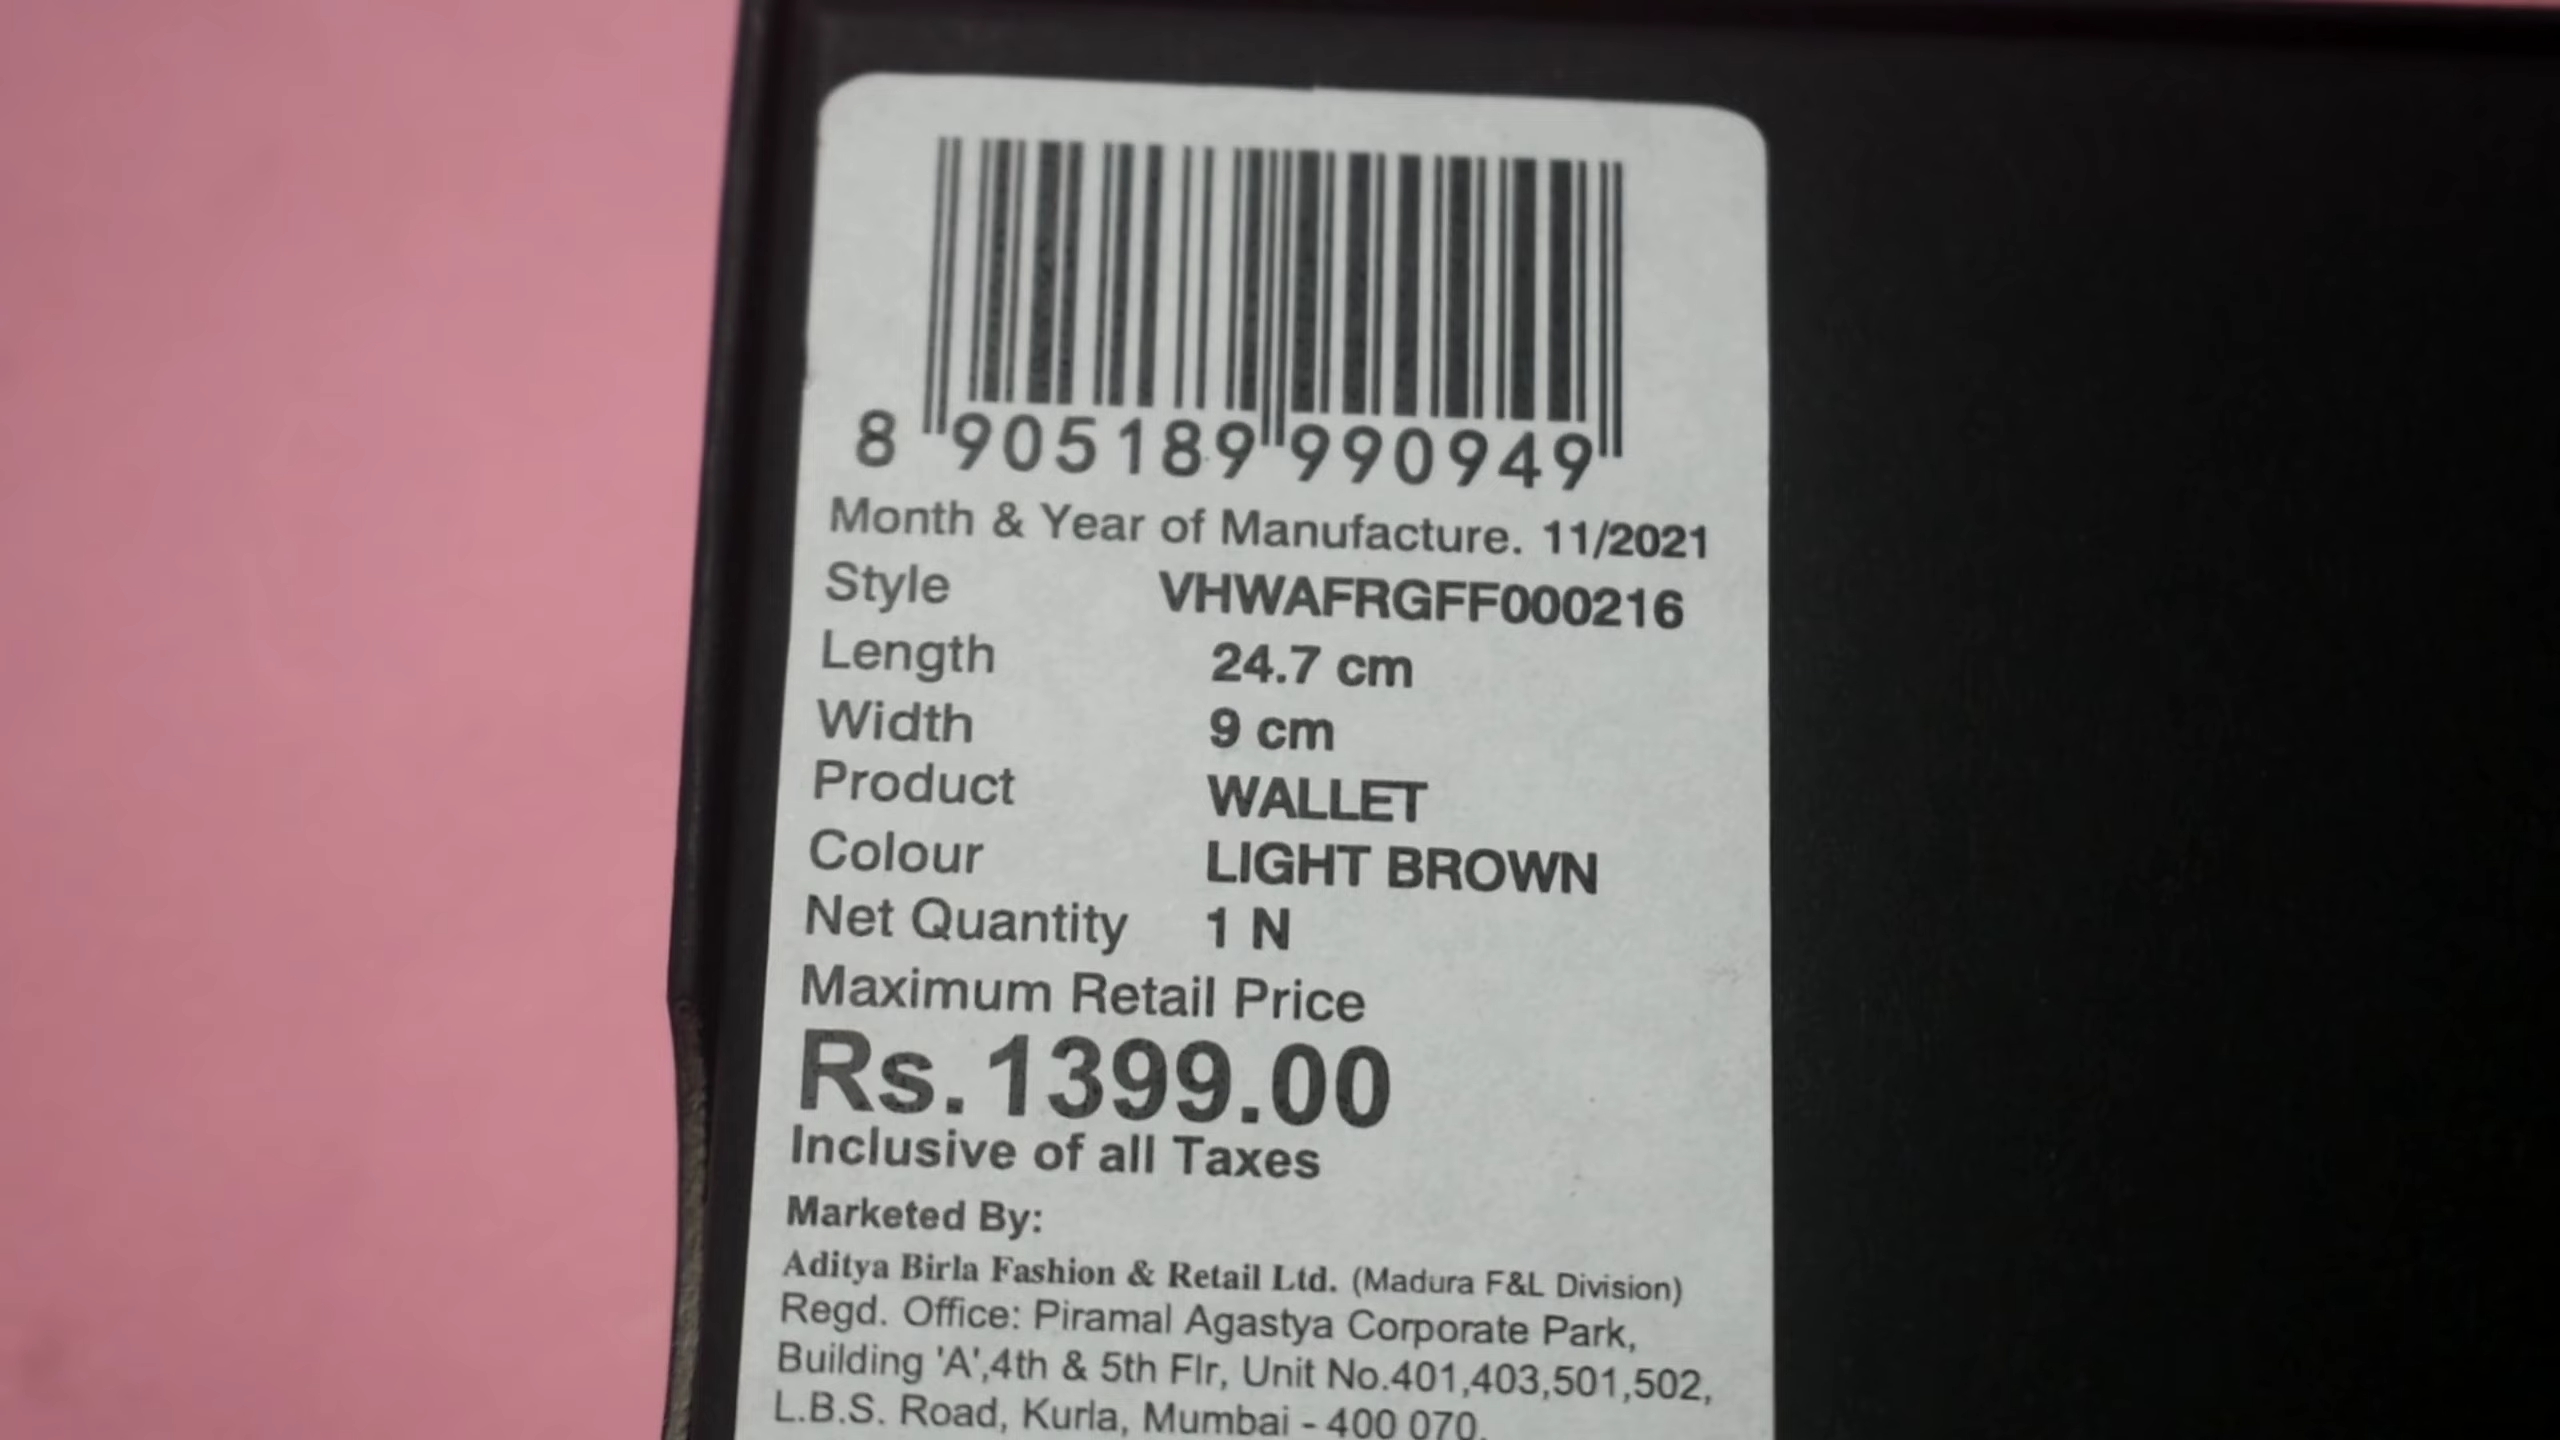 8 905189 990949
Month & Year of Manufacture. 11/2021
Style VHWAFRGFF000216
Length 24.7 cm
Width 9 cm
Product WALLET
Colour LIGHT BROWN
Net Quantity 1 N
Maximum Retail Price
Rs. 1399.00
Inclusive of all Taxes
Marketed By:
Aditya Birla Fashion & Retail Ltd. (Madura F&L Division)
Regd. Office: Piramal Agastya Corporate Park,
Building 'A',4th & 5th Flr, Unit No.401,403,501,502,
L.B.S. Road, Kurla, Mumbai - 400 070.